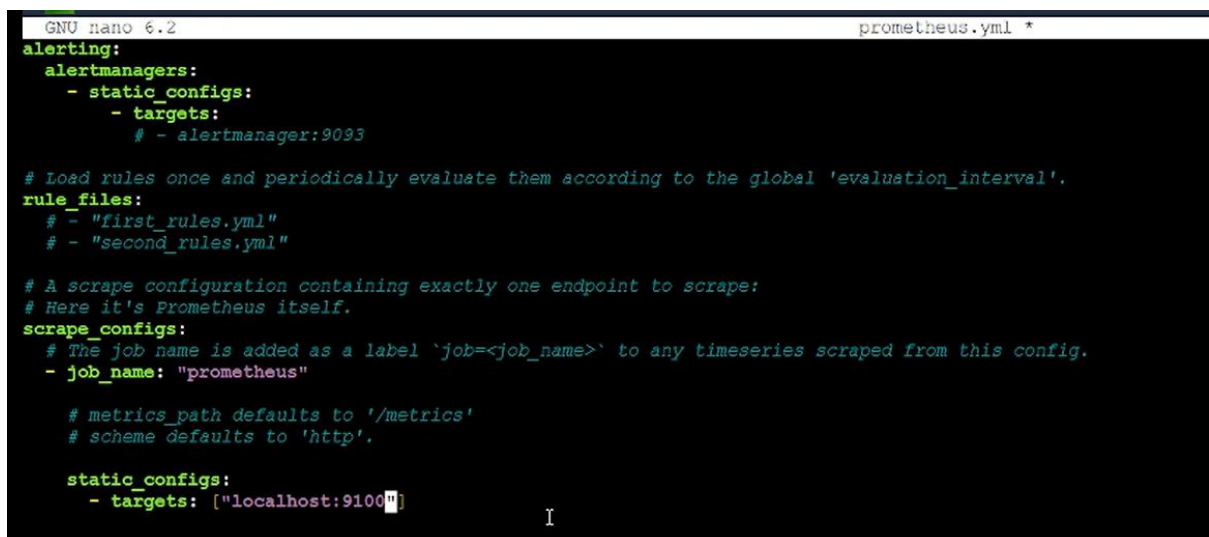 GNU nano 6.2 prometheus.yml *
alerting:
  alertmanagers:
    - static_configs:
        - targets:
          # - alertmanager:9093
# Load rules once and periodically evaluate them according to the global 'evaluation_interval'.
rule_files:
  # - "first_rules.yml"
  # - "second_rules.yml"
# A scrape configuration containing exactly one endpoint to scrape:
# Here it's Prometheus itself.
scrape_configs:
  # The job name is added as a label `job=<job_name>` to any timeseries scraped from this config.
  - job_name: "prometheus"
    # metrics_path defaults to '/metrics'
    # scheme defaults to 'http'.
    static_configs:
      - targets: ["localhost:9100"]